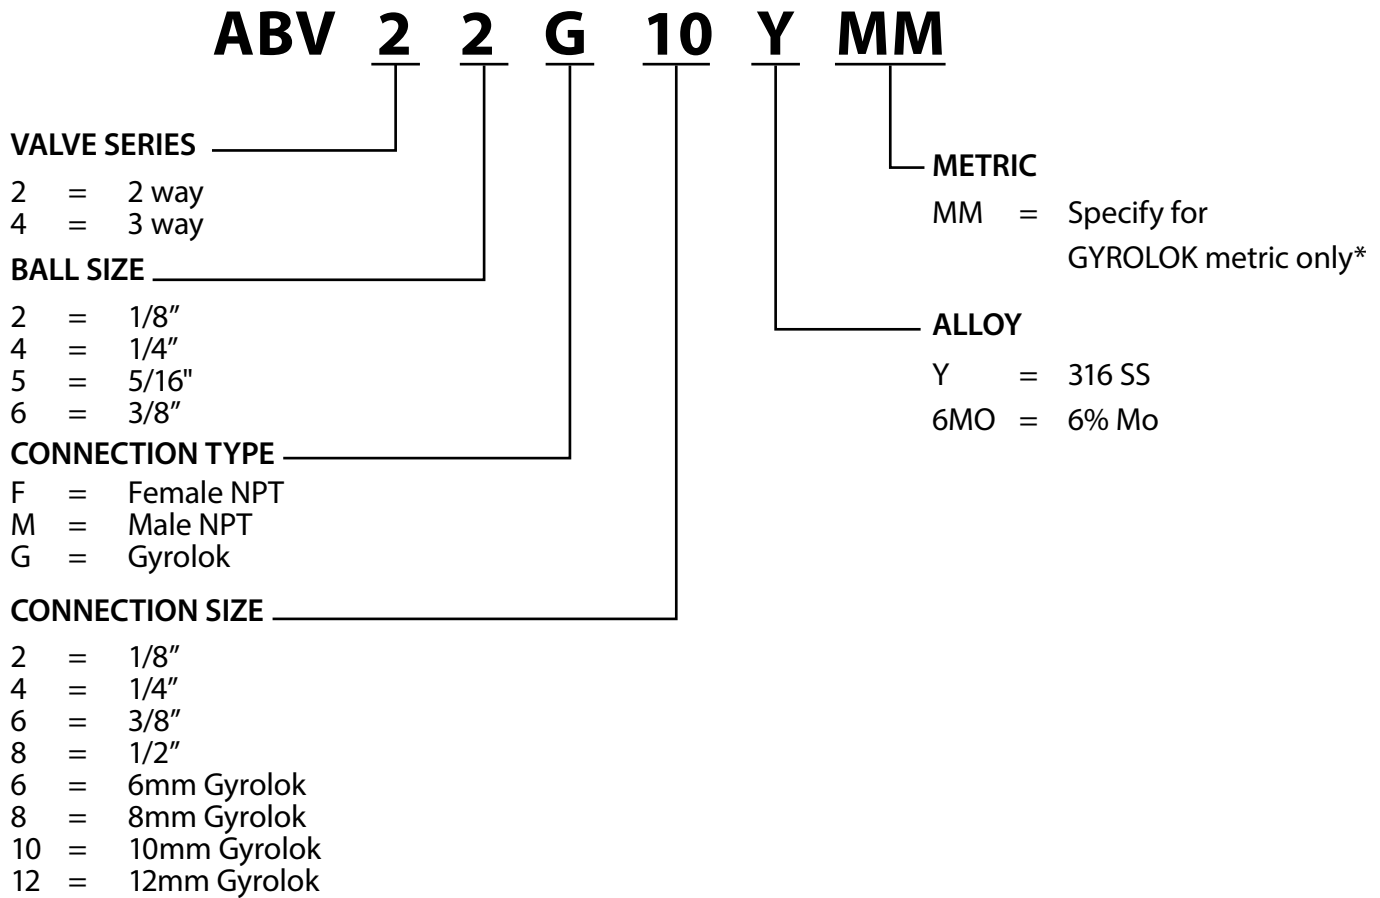 ABV 2 2 G 10 Y MM
VALVE SERIES
2 = 2 way
4 = 3 way
BALL SIZE
2 = 1/8”
4 = 1/4”
5 = 5/16"
6 = 3/8”
CONNECTION TYPE
F = Female NPT
M = Male NPT
G = Gyrolok
CONNECTION SIZE
2 = 1/8”
4 = 1/4”
6 = 3/8”
8 = 1/2”
6 = 6mm Gyrolok
8 = 8mm Gyrolok
10 = 10mm Gyrolok
12 = 12mm Gyrolok
METRIC
MM = Specify for
GYROLOK metric only*
ALLOY
Y = 316 SS
6MO = 6% Mo